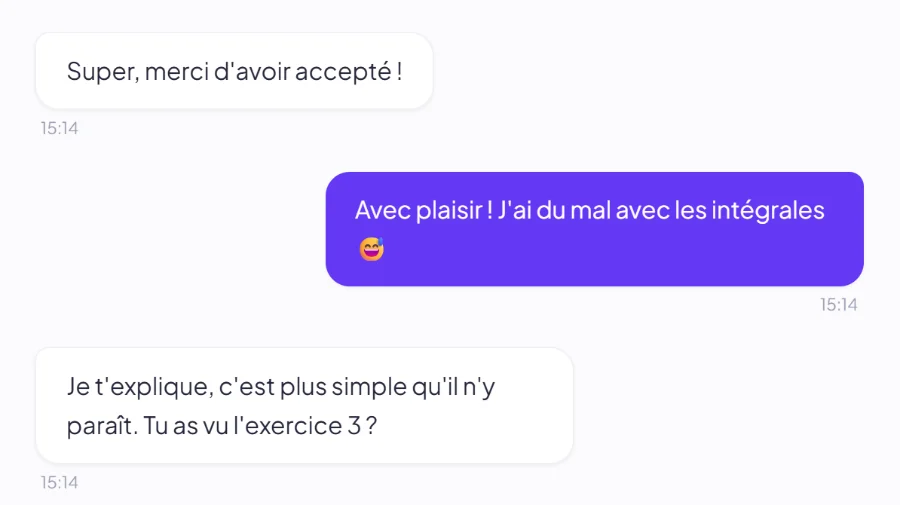 Super, merci d'avoir accepté !
15:14
Avec plaisir ! J'ai du mal avec les intégrales
😅
15:14
Je t'explique, c'est plus simple qu'il n'y
paraît. Tu as vu l'exercice 3 ?
15:14